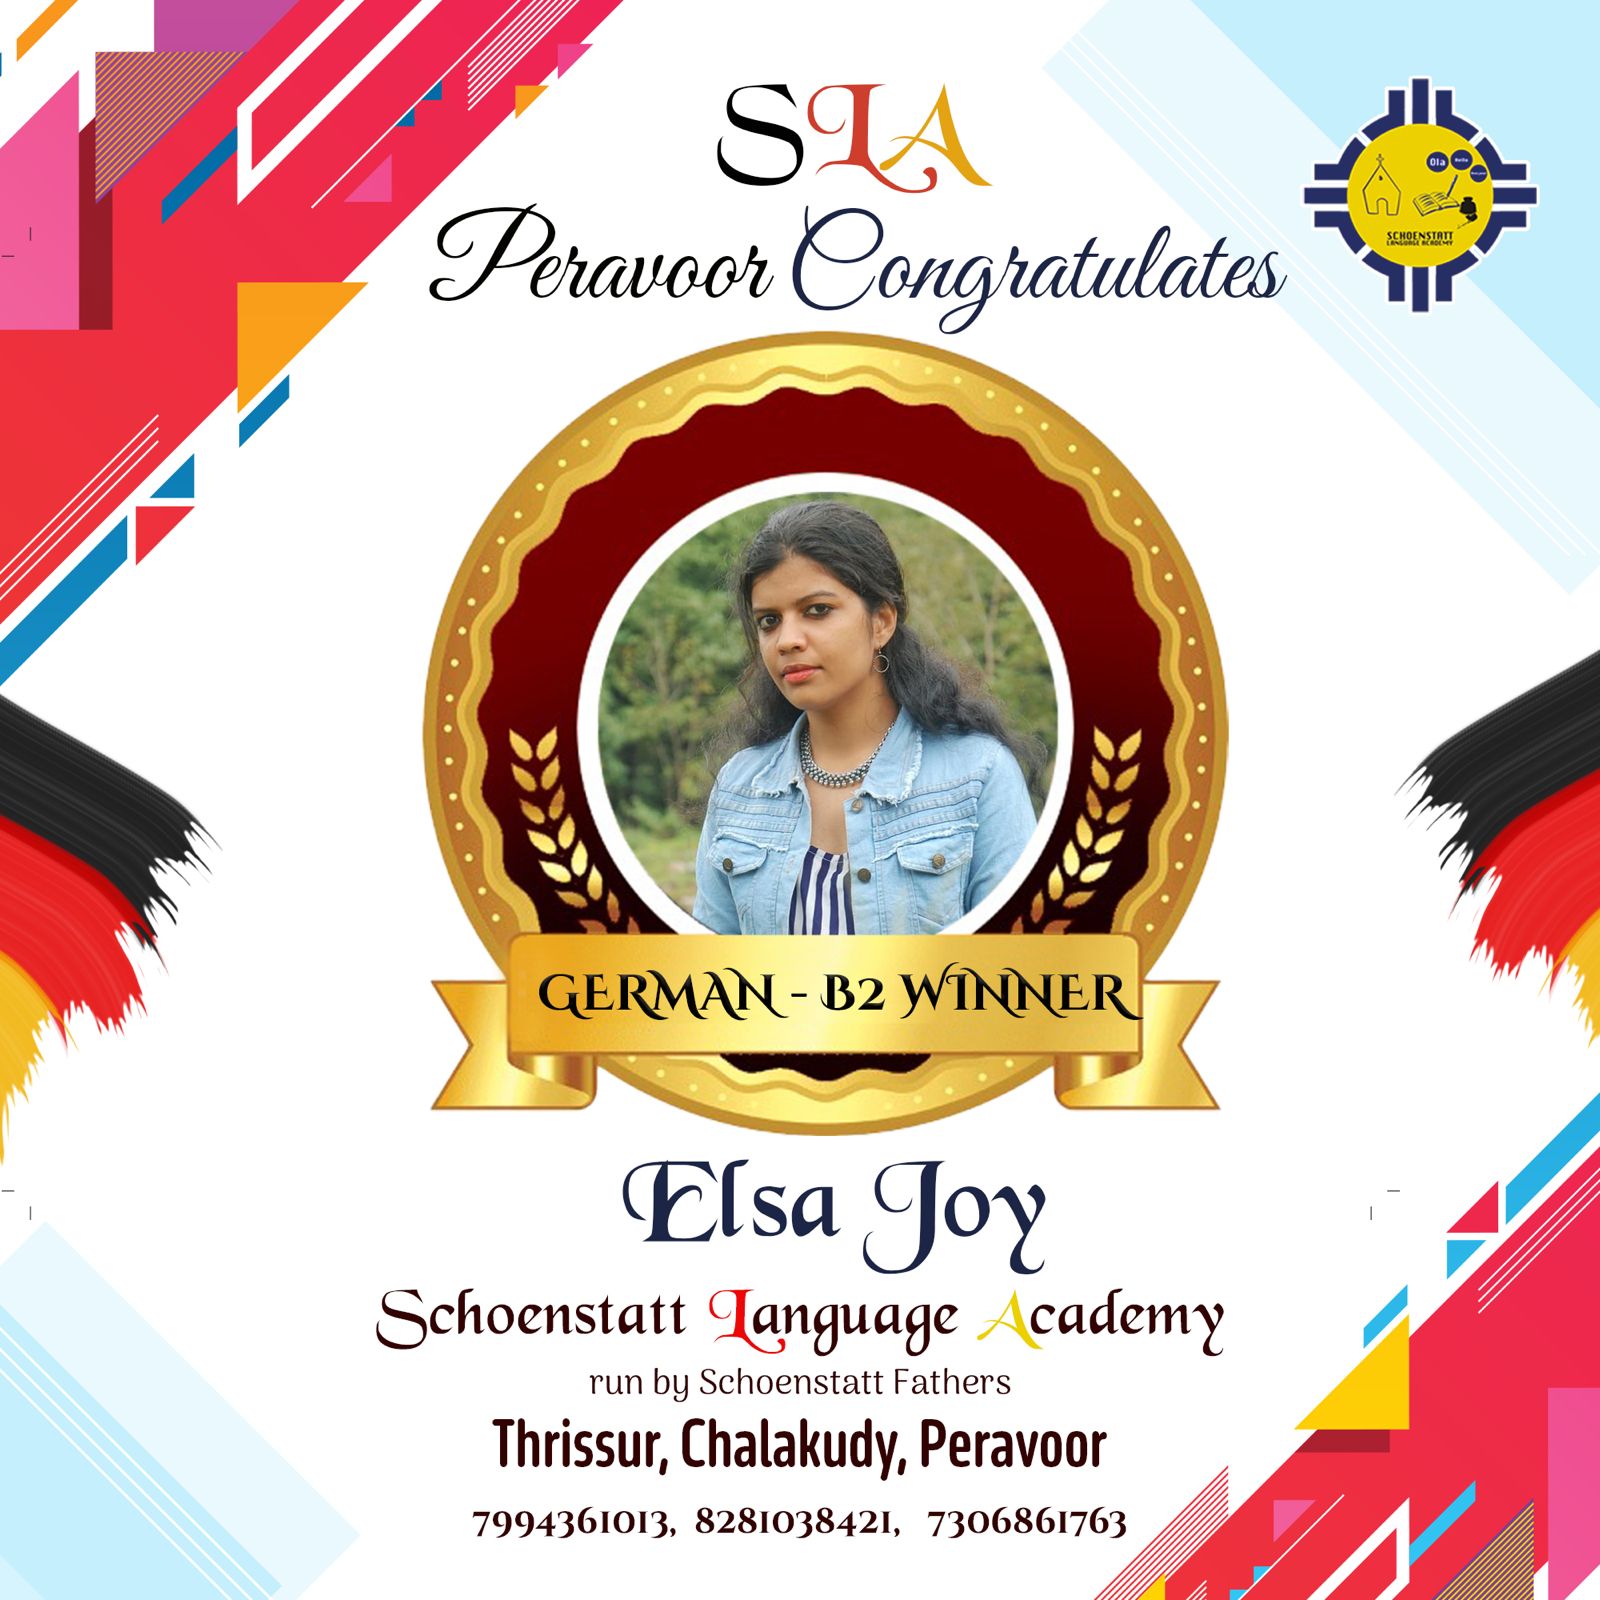 SLA
Peravoor Congratulates
Ola
Hello
SCHOENSTATT
LANGUAGE ACADEMY
GERMAN - B2 WINNER
Elsa Joy
Schoenstatt Language Academy
run by Schoenstatt Fathers
Thrissur, Chalakudy, Peravoor
7994361013, 8281038421, 7306861763